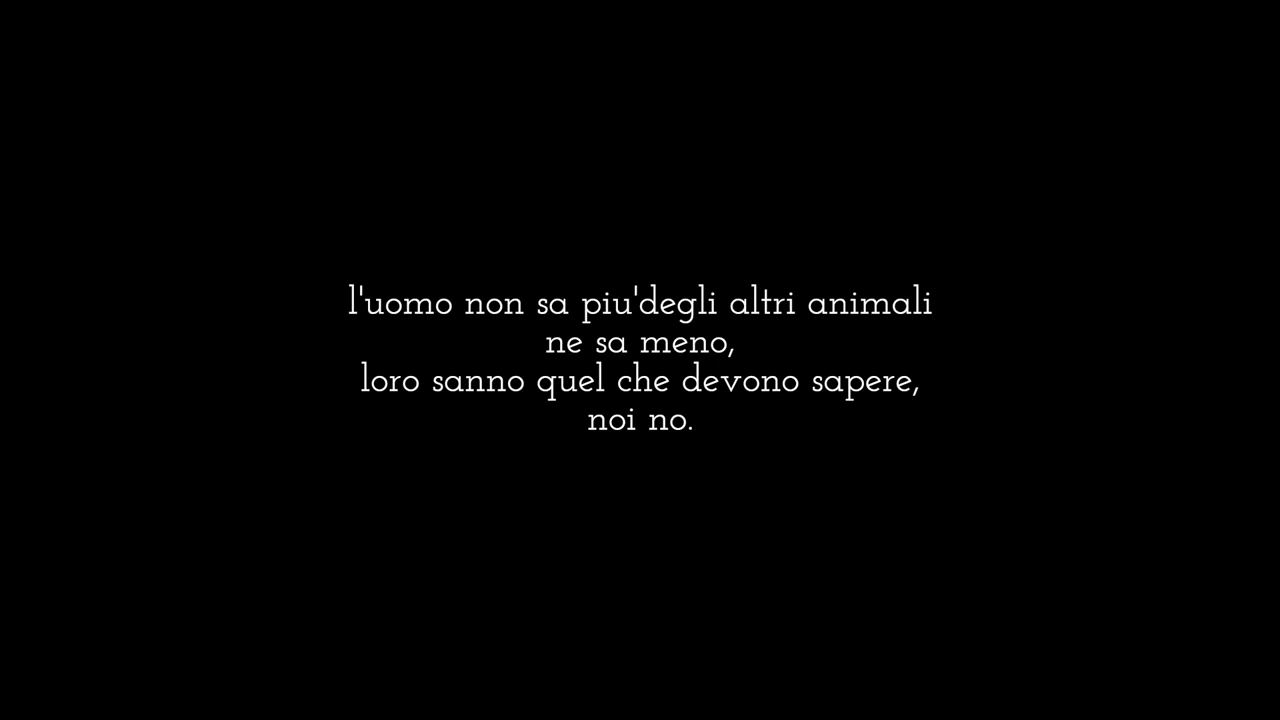 l'uomo non sa piu'degli altri animali
ne sa meno,
loro sanno quel che devono sapere,
noi no.